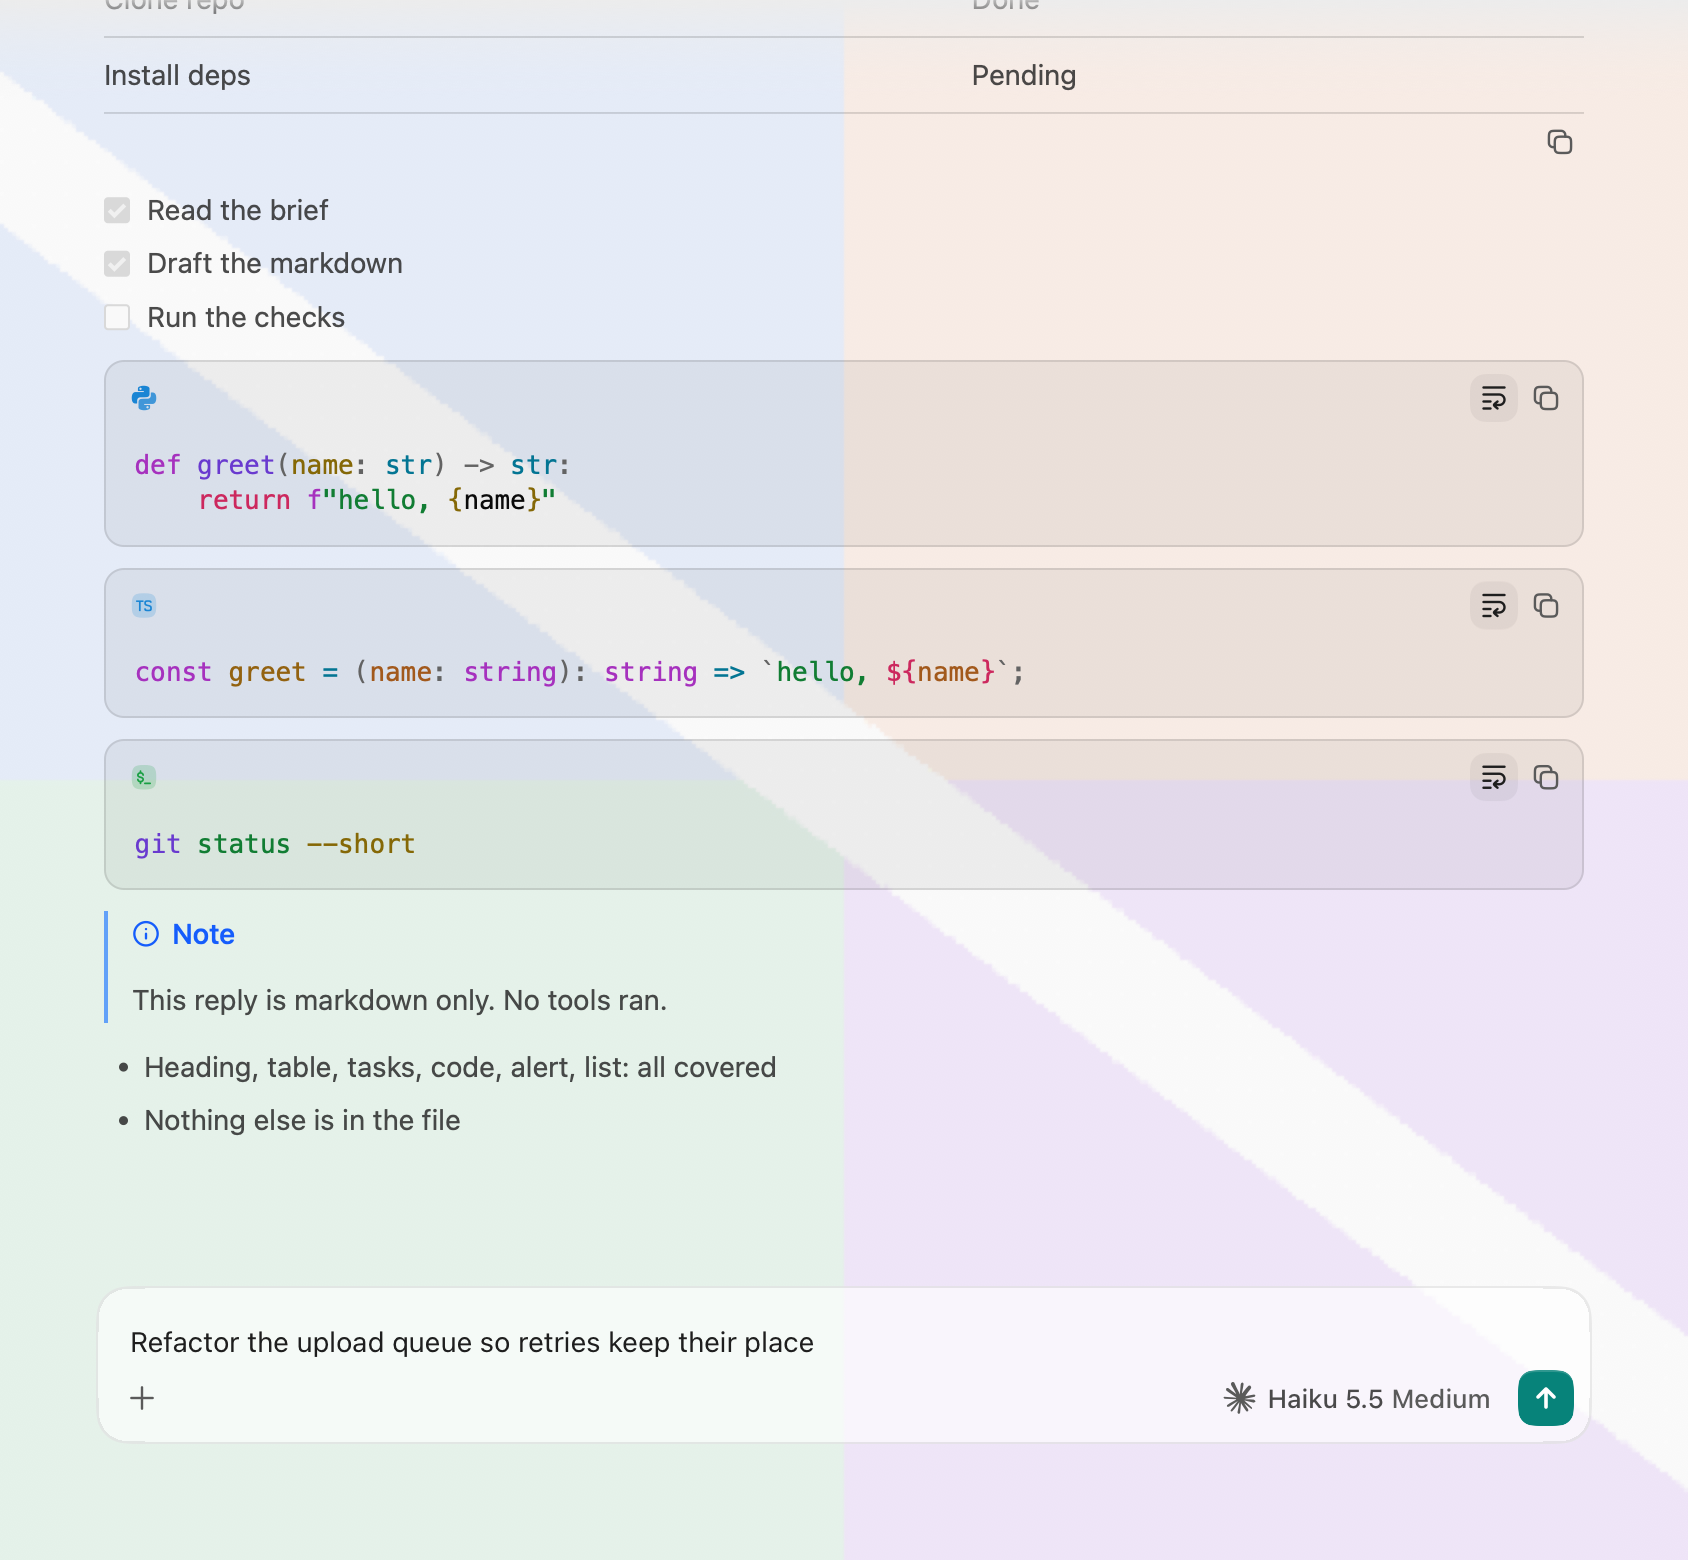 Clone repo Done
Install deps Pending
Read the brief
Draft the markdown
Run the checks
def greet(name: str) -> str:
    return f"hello, {name}"
TS
const greet = (name: string): string => `hello, ${name}`;
$_
git status --short
Note
This reply is markdown only. No tools ran.
• Heading, table, tasks, code, alert, list: all covered
• Nothing else is in the file
Refactor the upload queue so retries keep their place
Haiku 5.5 Medium